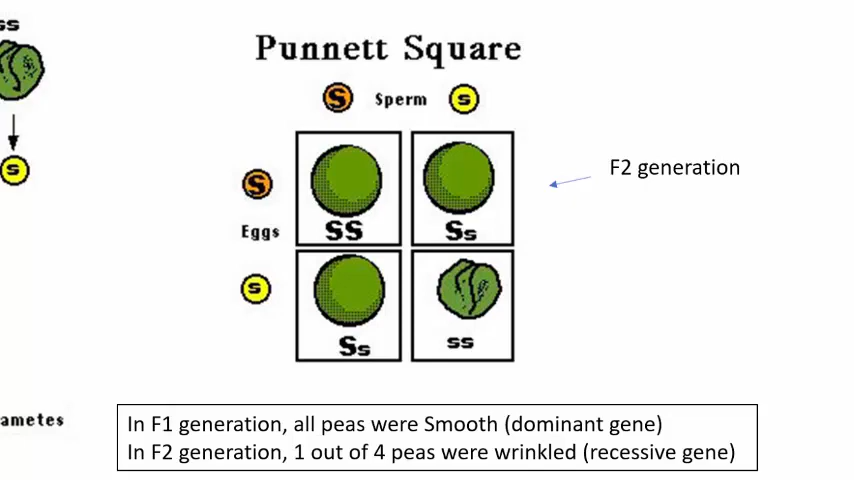 ss
Punnett Square
S Sperm s
s
F2 generation
S
SS Ss
Eggs
s
Ss ss
ametes
In F1 generation, all peas were Smooth (dominant gene)
In F2 generation, 1 out of 4 peas were wrinkled (recessive gene)